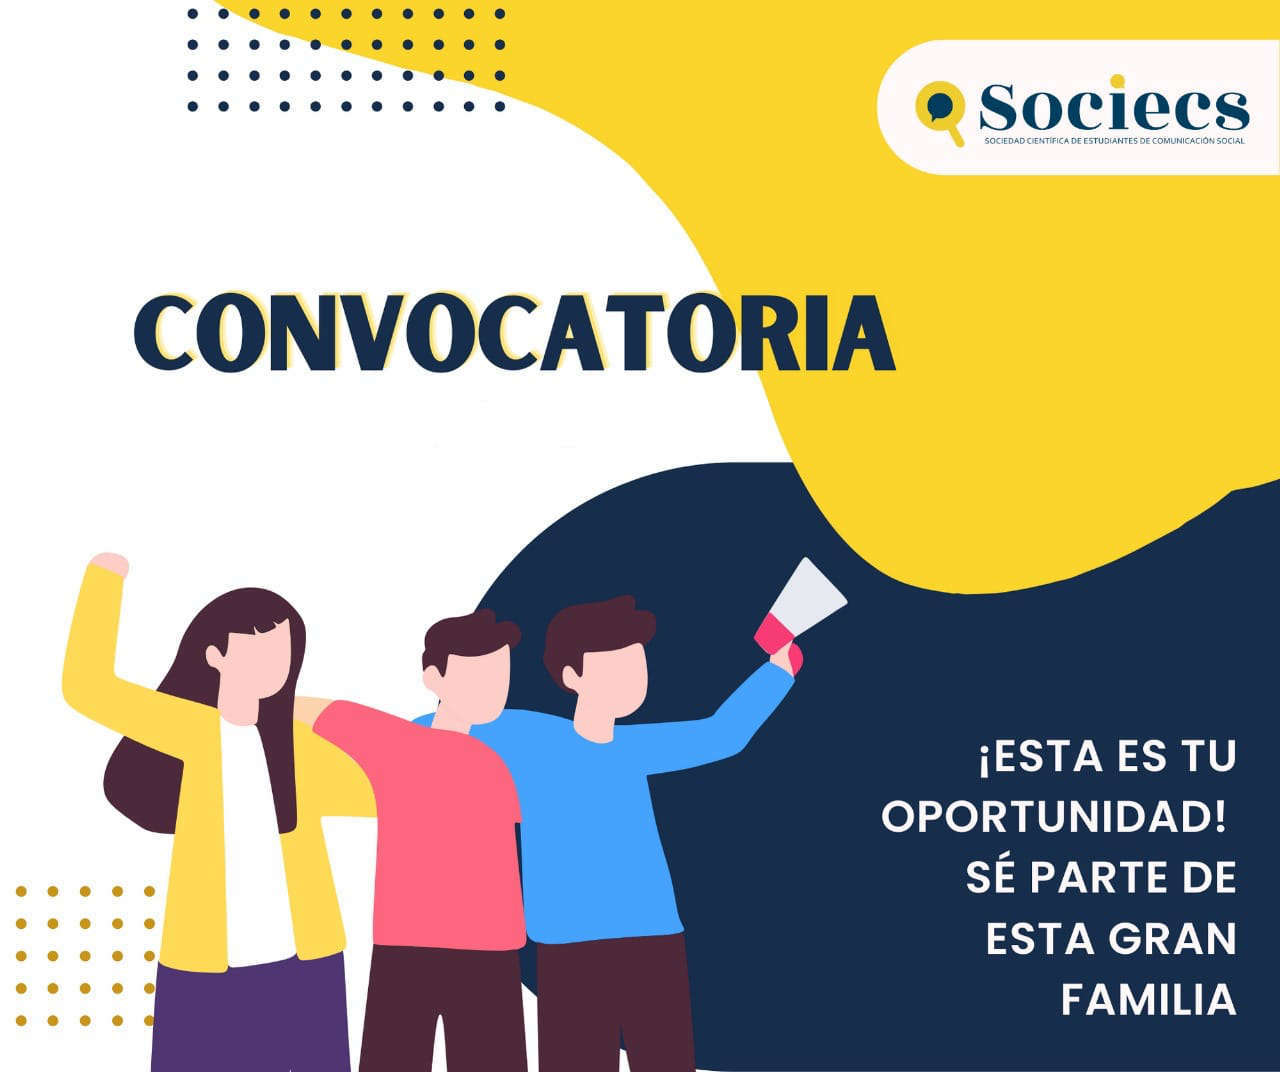 Sociecs
SOCIEDAD CIENTÍFICA DE ESTUDIANTES DE COMUNICACIÓN SOCIAL
CONVOCATORIA
¡ESTA ES TU
OPORTUNIDAD!
SÉ PARTE DE
ESTA GRAN
FAMILIA